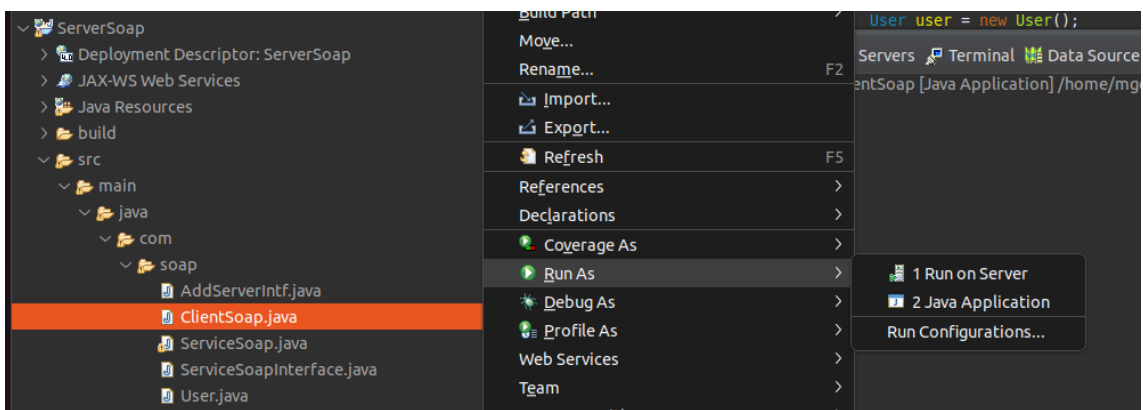 ServerSoap
Deployment Descriptor: ServerSoap
JAX-WS Web Services
Java Resources
build
src
main
java
com
soap
AddServerIntf.java
ClientSoap.java
ServiceSoap.java
ServiceSoapInterface.java
User.java
Build Path
Move...
Rename... F2
Import...
Export...
Refresh F5
References
Declarations
Coverage As
Run As
Debug As
Profile As
Web Services
Team
1 Run on Server
2 Java Application
Run Configurations...
User user = new User();
Servers Terminal Data Source
entSoap [Java Application] /home/mg